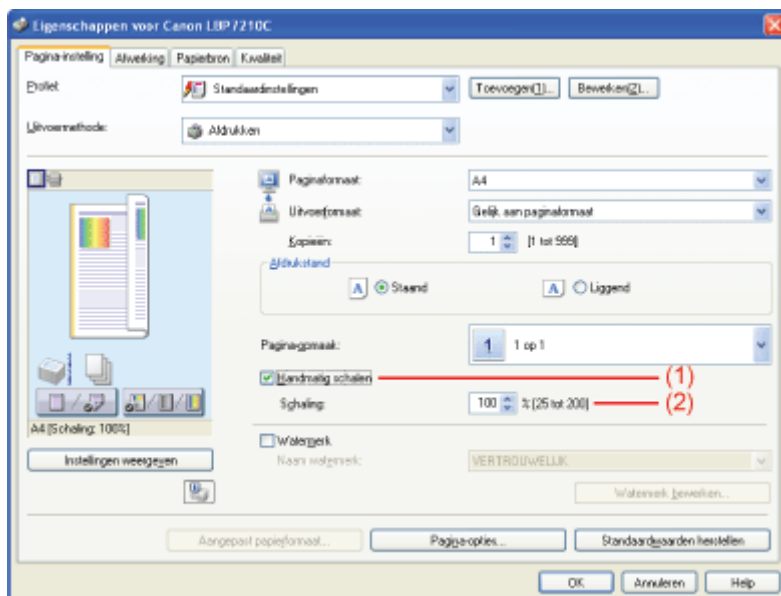 Eigenschappen voor Canon LBP7210C
Pagina-instelling Afwerking Papierbron Kwaliteit
Profiel: Standaardinstellingen Toevoegen(1)... Bewerken(2)...
Uitvoermethode: Afdrukken
Paginaformaat: A4
Uitvoerformaat: Gelijk aan paginaformaat
Kopieën: 1 [1 tot 999]
Afdrukstand
A Staand A Liggend
Pagina-opmaak: 1 1 op 1
Handmatig schalen (1)
Schaling: 100 % [25 tot 200] (2)
A4 [Schaling: 100%]
Watermerk
Instellingen weergeven Naam watermerk: VERTROUWELIJK
Watermerk bewerken...
Aangepast papierformaat... Pagina-opties... Standaardwaarden herstellen
OK Annuleren Help